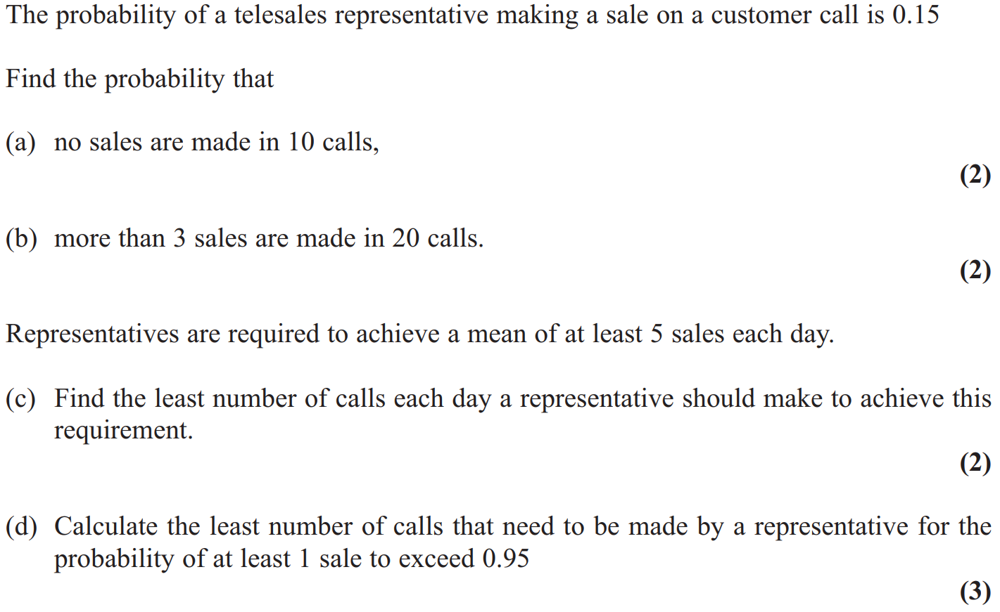 The probability of a telesales representative making a sale on a customer call is 0.15
Find the probability that
(a) no sales are made in 10 calls,
(2)
(b) more than 3 sales are made in 20 calls.
(2)
Representatives are required to achieve a mean of at least 5 sales each day.
(c) Find the least number of calls each day a representative should make to achieve this
requirement.
(2)
(d) Calculate the least number of calls that need to be made by a representative for the
probability of at least 1 sale to exceed 0.95
(3)